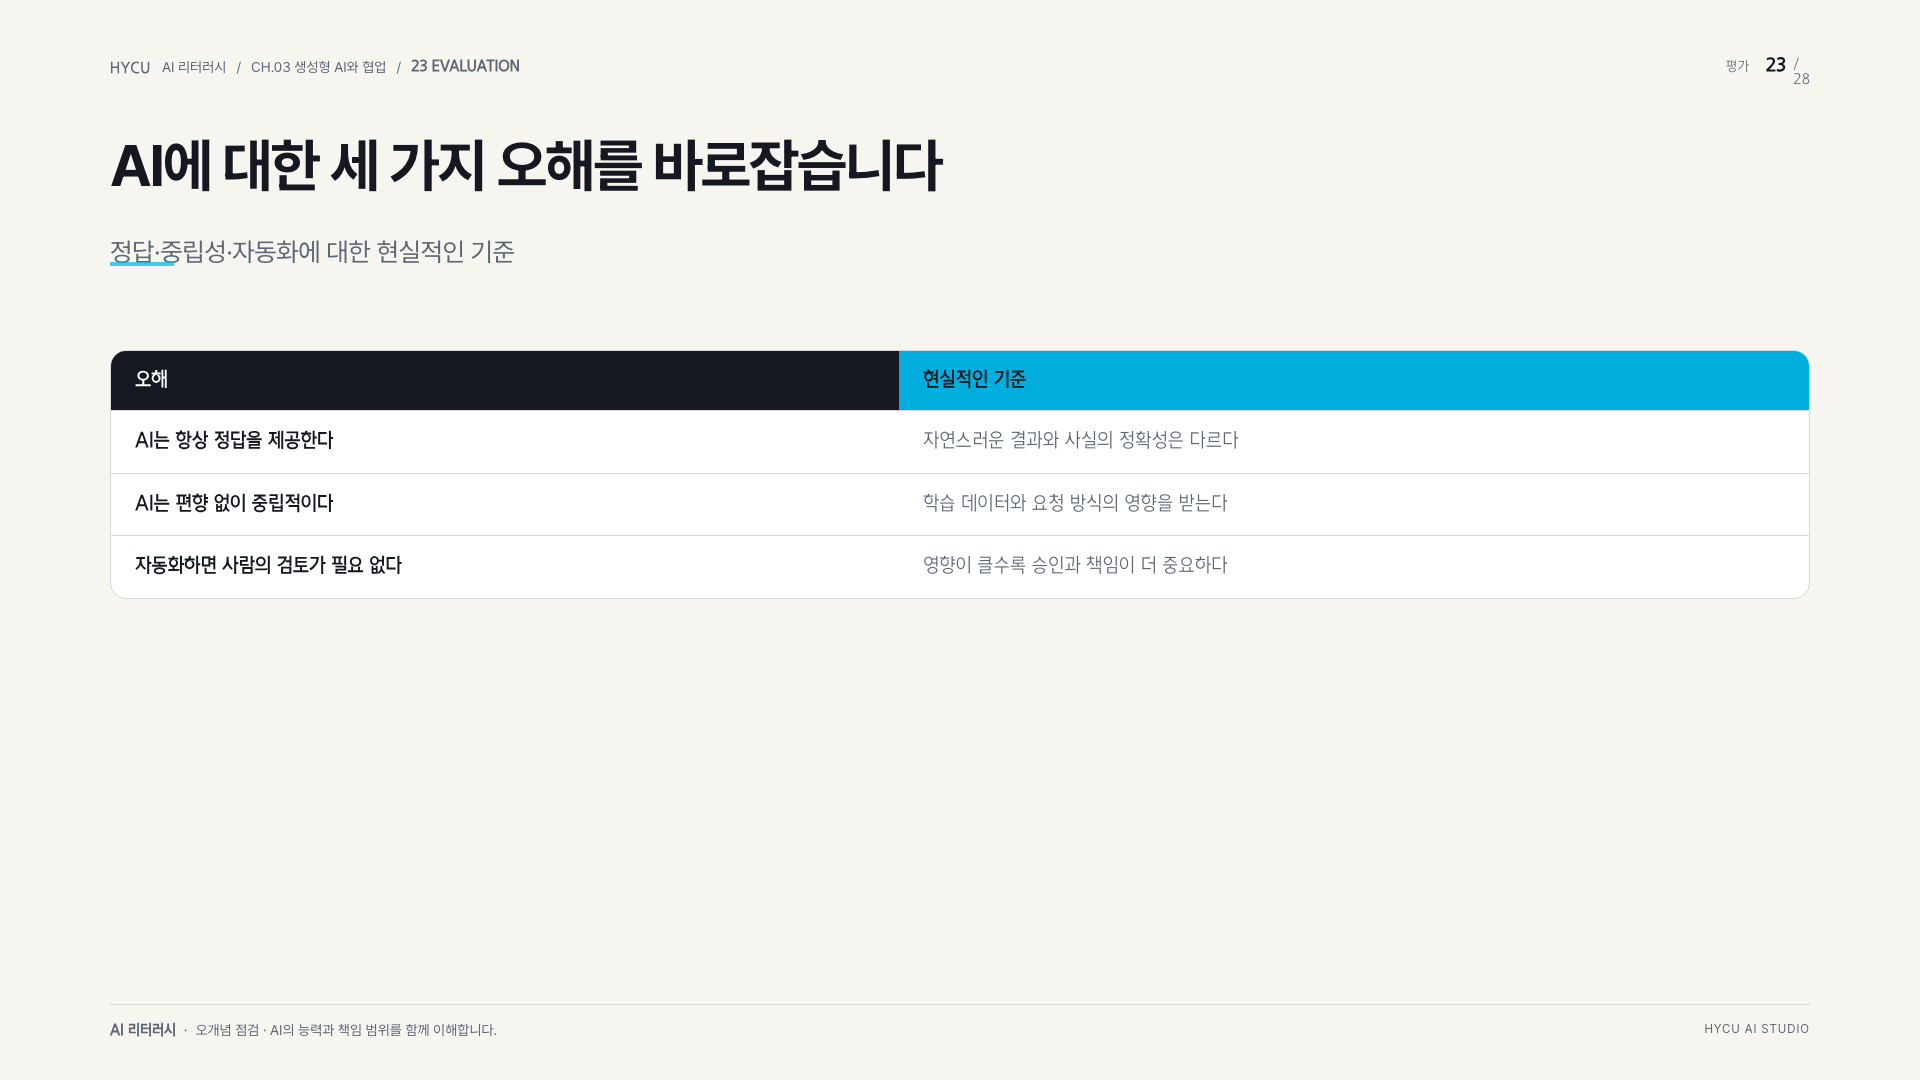 HYCU AI 리터러시 / CH.03 생성형 AI와 협업 / 23 EVALUATION
평가 23 / 28
AI에 대한 세 가지 오해를 바로잡습니다
정답·중립성·자동화에 대한 현실적인 기준
오해 현실적인 기준
AI는 항상 정답을 제공한다 자연스러운 결과와 사실의 정확성은 다르다
AI는 편향 없이 중립적이다 학습 데이터와 요청 방식의 영향을 받는다
자동화하면 사람의 검토가 필요 없다 영향이 클수록 승인과 책임이 더 중요하다
AI 리터러시 · 오개념 점검 · AI의 능력과 책임 범위를 함께 이해합니다.
HYCU AI STUDIO